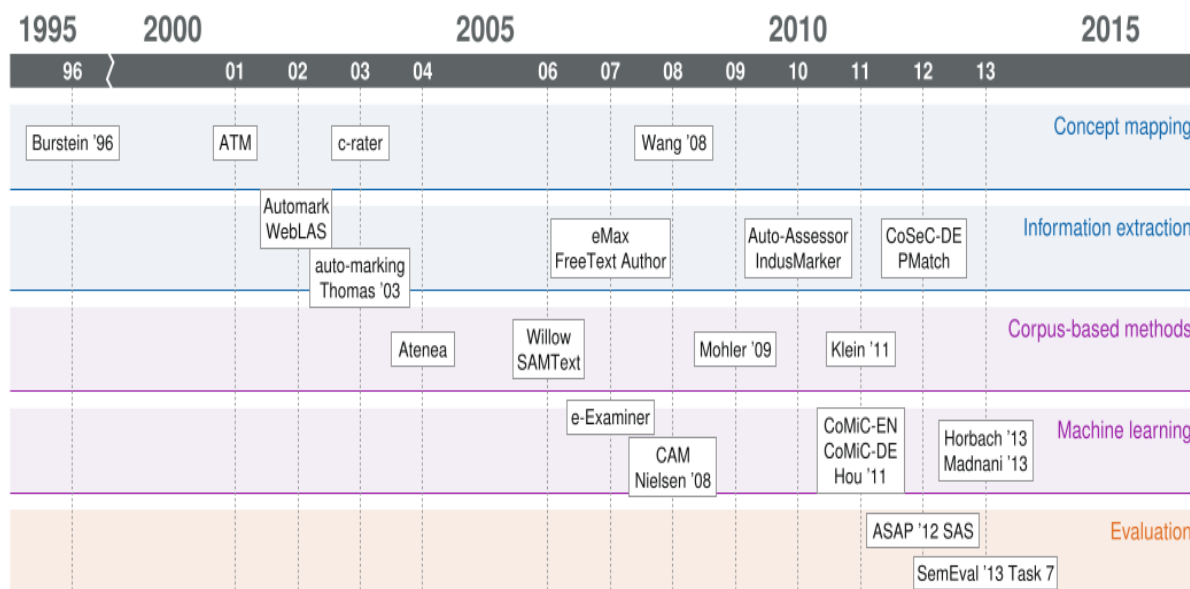 1995 2000 2005 2010 2015
96 01 02 03 04 06 07 08 09 10 11 12 13
Concept mapping
Burstein '96 ATM c-rater Wang '08
Automark
WebLAS
Information extraction
eMax
FreeText Author
Auto-Assessor
IndusMarker
CoSeC-DE
PMatch
auto-marking
Thomas '03
Corpus-based methods
Atenea
Willow
SAMText
Mohler '09
Klein '11
Machine learning
e-Examiner
CAM
Nielsen '08
CoMiC-EN
CoMiC-DE
Hou '11
Horbach '13
Madnani '13
Evaluation
ASAP '12 SAS
SemEval '13 Task 7